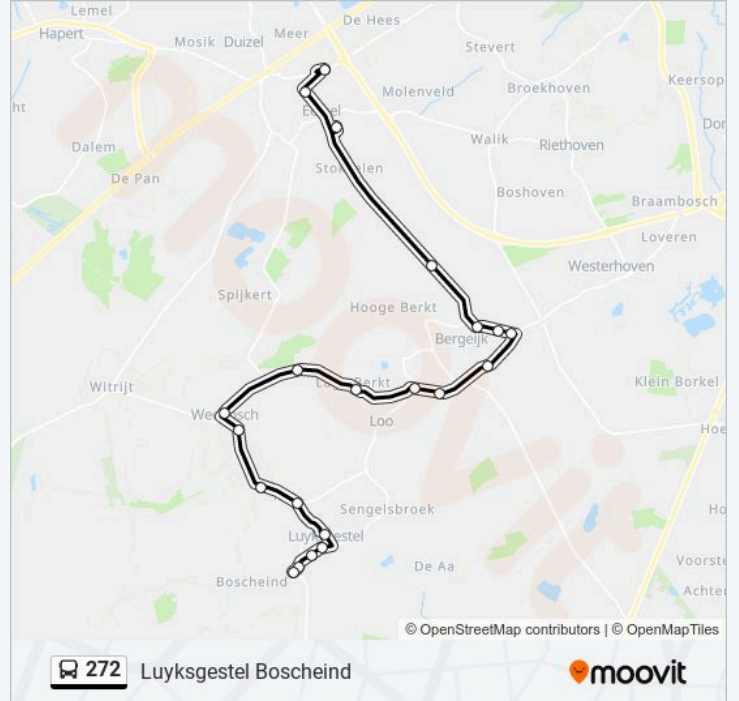 Lemel
De Hees
Hapert
Mosik
Duizel
Meer
Stevert
Keersop
Molenveld
Broekhoven
Walik
Riethoven
Dalem
De Pan
Boshoven
Braambosch
Loveren
Westerhoven
Spijkert
Hooge Berkt
Bergeijk
Witrijt
Klein Borkel
Loo
Sengelsbroek
De Aa
Boscheind
© OpenStreetMap contributors | © OpenMapTiles
272 Luyksgestel Boscheind
moovit